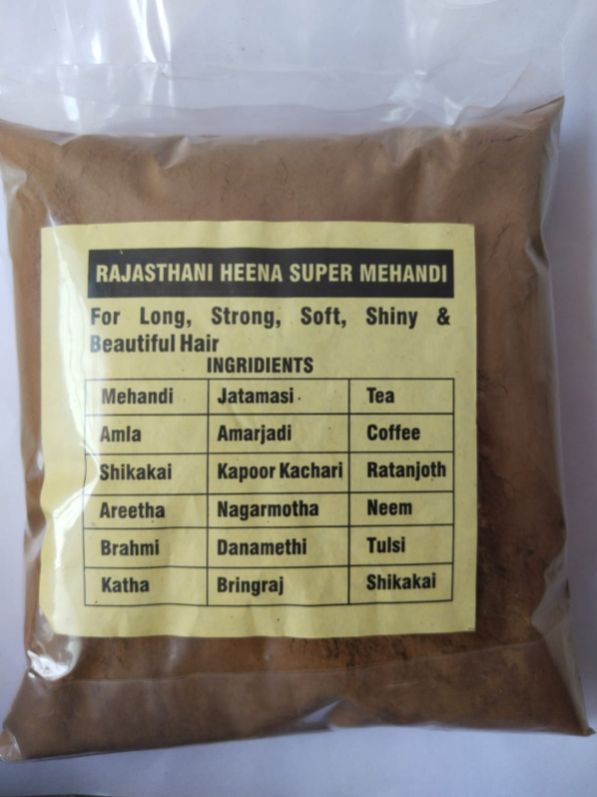 RAJASTHANI HEENA SUPER MEHANDI
For Long, Strong, Soft, Shiny &
Beautiful Hair
INGRIDIENTS
Mehandi Jatamasi Tea
Amla Amarjadi Coffee
Shikakai Kapoor Kachari Ratanjoth
Areetha Nagarmotha Neem
Brahmi Danamethi Tulsi
Katha Bringraj Shikakai